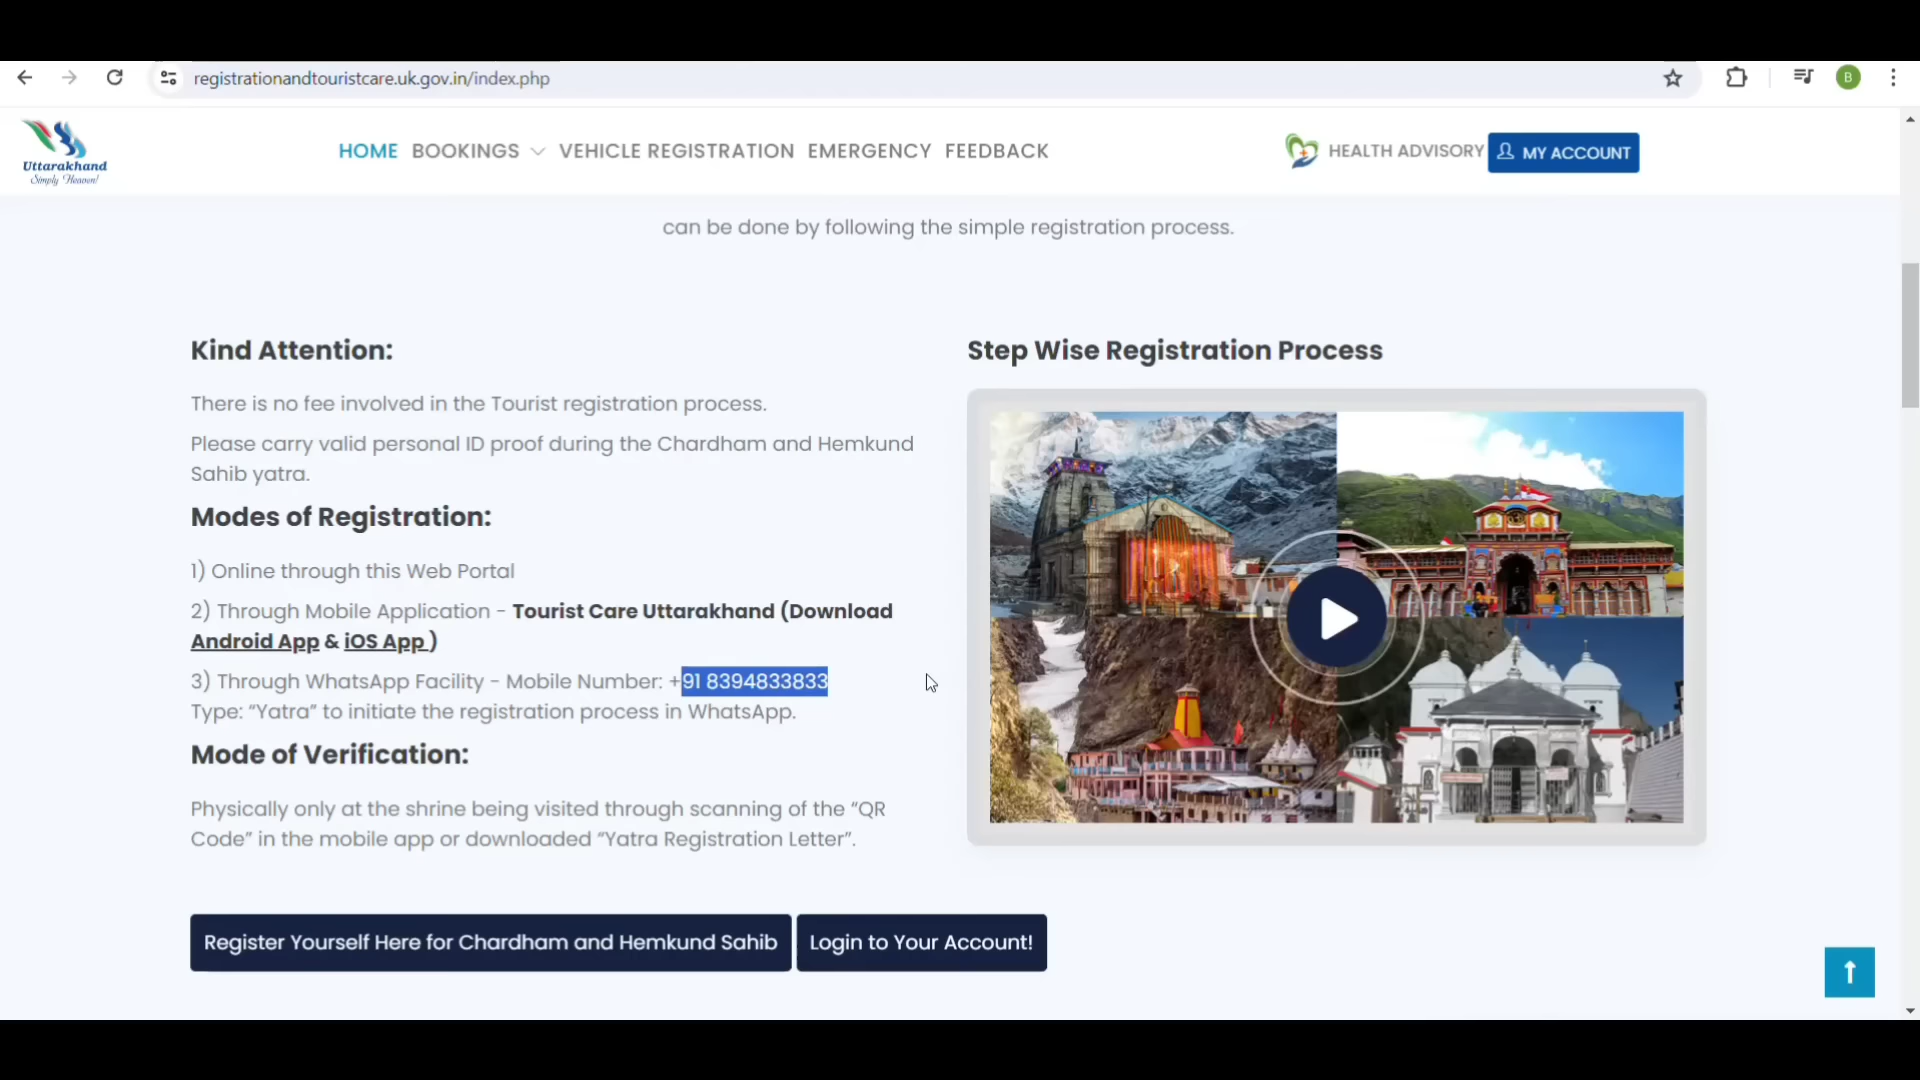 registrationandtouristcare.uk.gov.in/index.php
B
Uttarakhand
Simply Heaven!
HOME BOOKINGS VEHICLE REGISTRATION EMERGENCY FEEDBACK
HEALTH ADVISORY
MY ACCOUNT
can be done by following the simple registration process.
Kind Attention:
There is no fee involved in the Tourist registration process.
Please carry valid personal ID proof during the Chardham and Hemkund
Sahib yatra.
Modes of Registration:
1) Online through this Web Portal
2) Through Mobile Application - Tourist Care Uttarakhand (Download
Android App & iOS App )
3) Through WhatsApp Facility - Mobile Number: +91 8394833833
Type: “Yatra” to initiate the registration process in WhatsApp.
Mode of Verification:
Physically only at the shrine being visited through scanning of the “QR
Code” in the mobile app or downloaded “Yatra Registration Letter”.
Step Wise Registration Process
Register Yourself Here for Chardham and Hemkund Sahib
Login to Your Account!